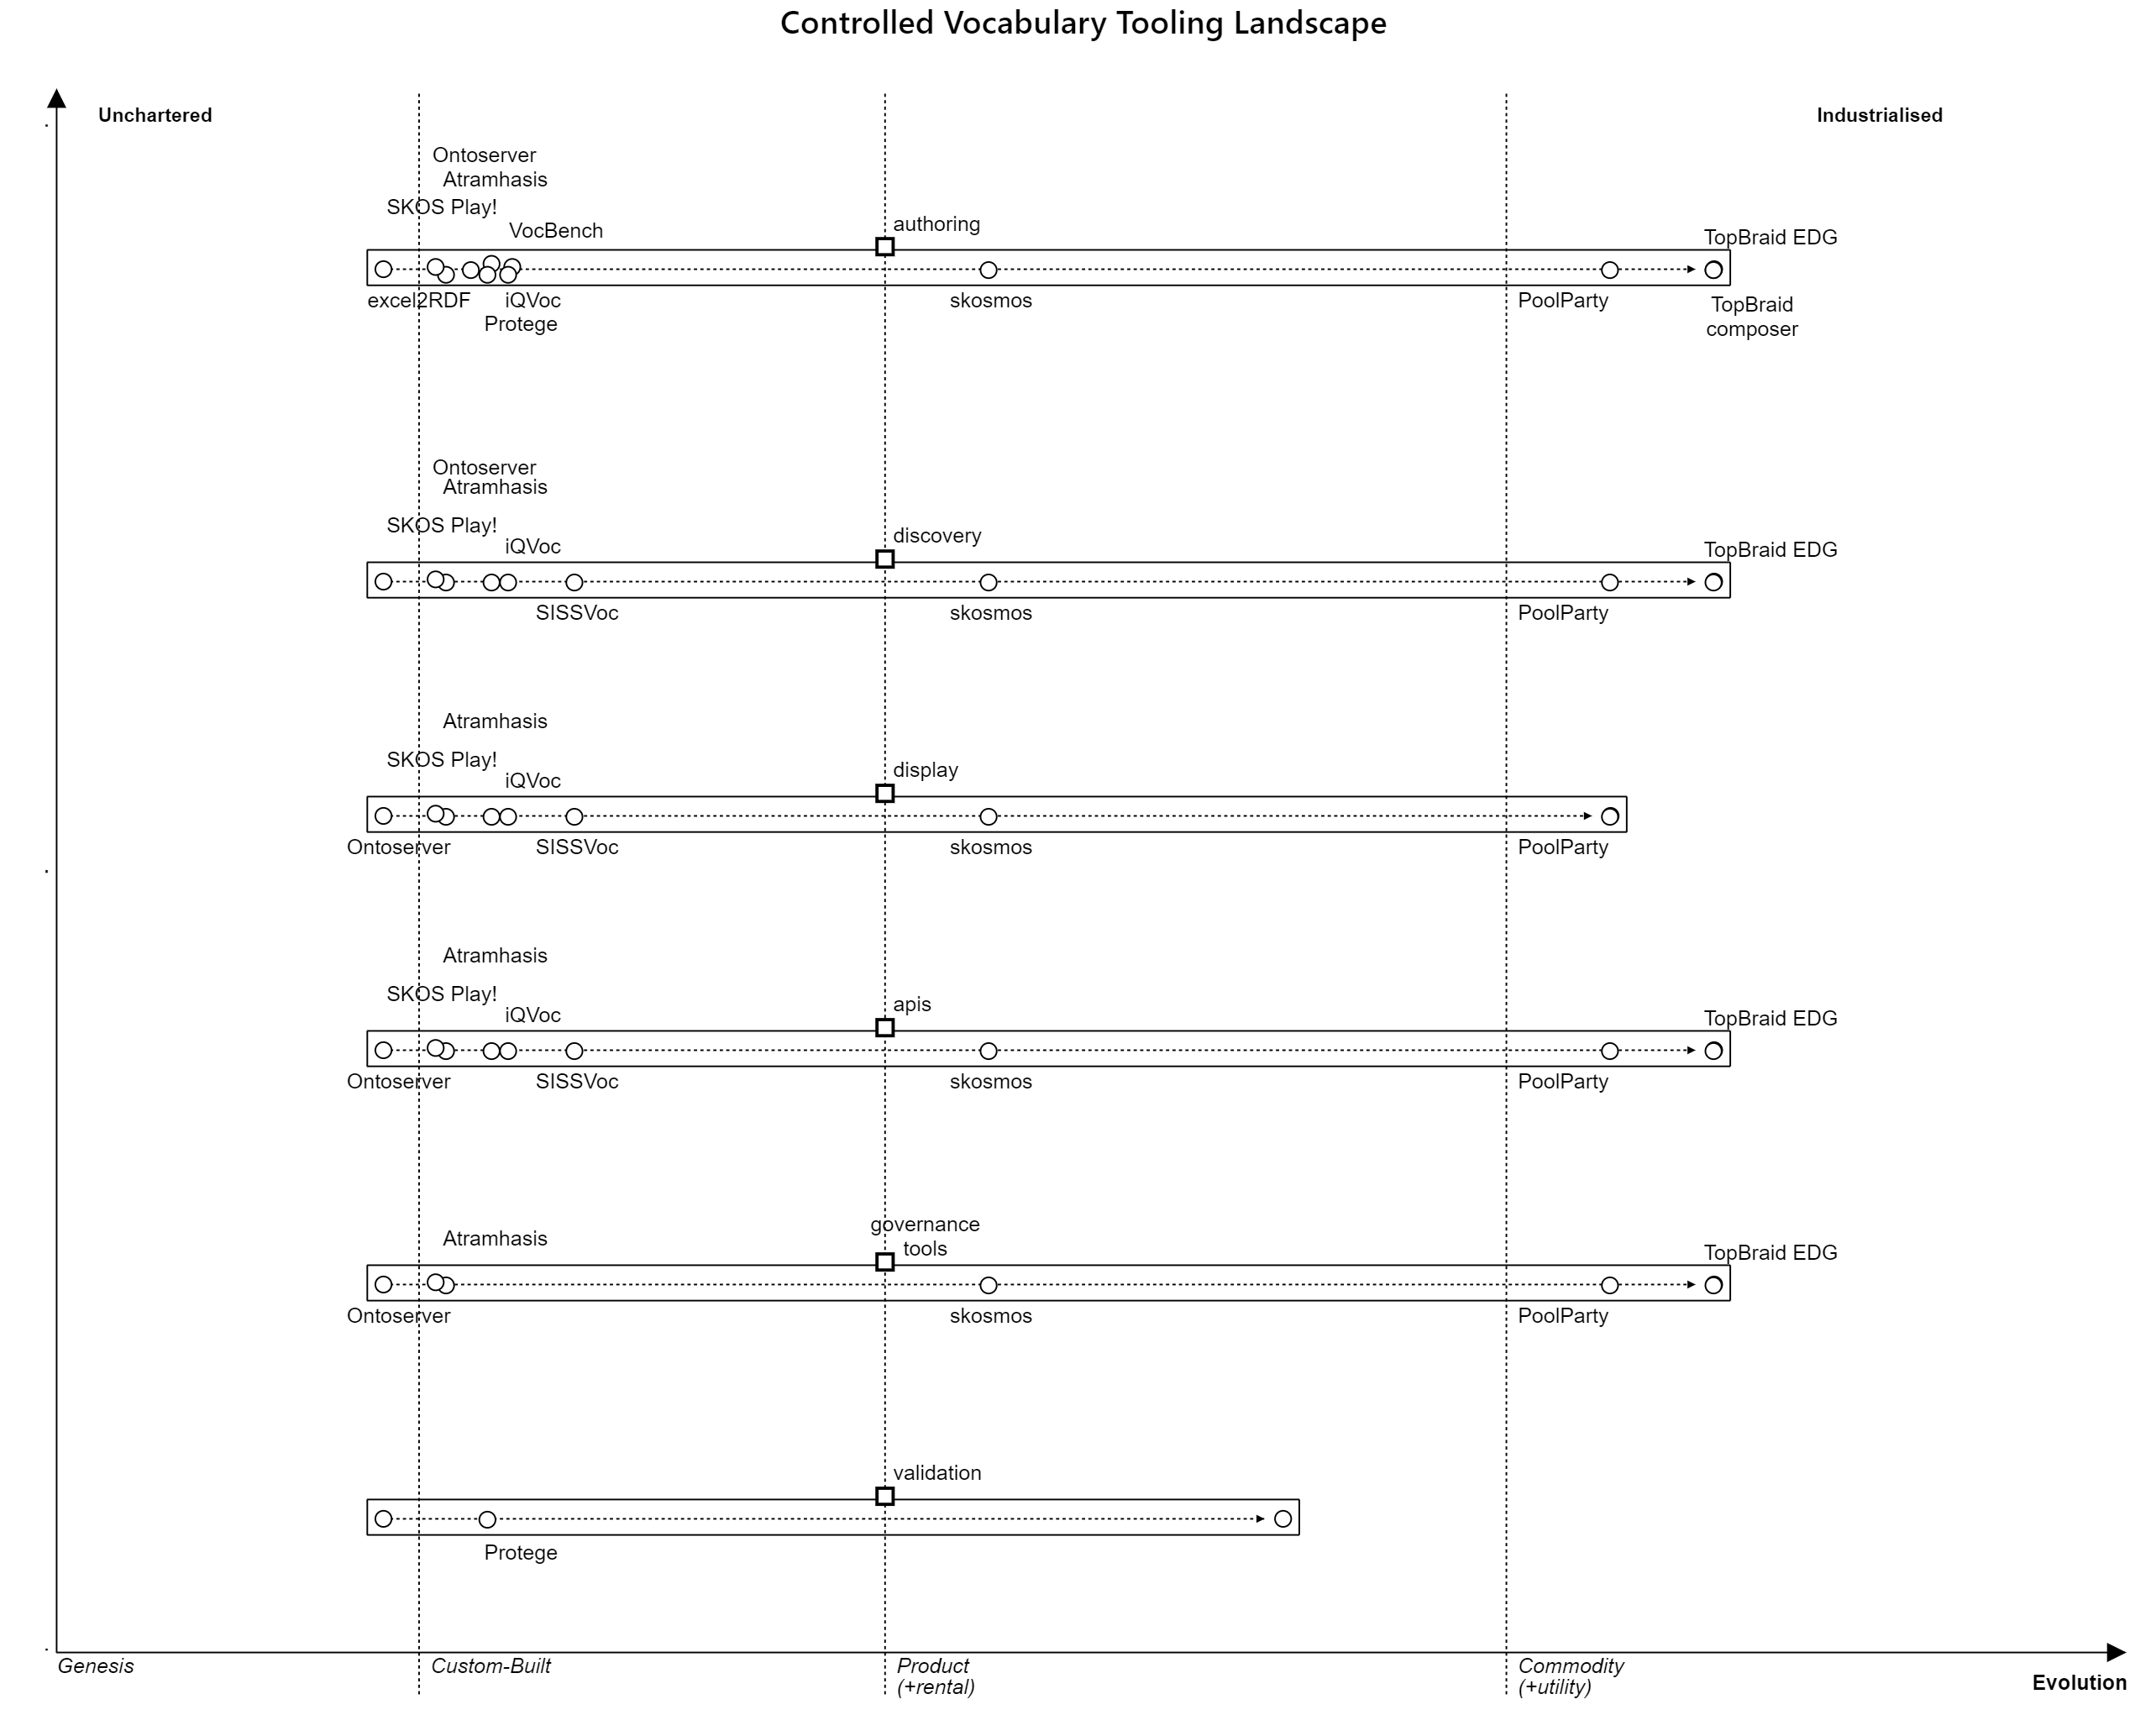 Controlled Vocabulary Tooling Landscape
Unchartered
Industrialised
Ontoserver
Atramhasis
SKOS Play!
VocBench
authoring
TopBraid EDG
excel2RDF
iQVoc
skosmos
PoolParty
TopBraid
composer
Protege
Ontoserver
Atramhasis
SKOS Play!
iQVoc
discovery
TopBraid EDG
SISSVoc
skosmos
PoolParty
Atramhasis
SKOS Play!
iQVoc
display
Ontoserver
SISSVoc
skosmos
PoolParty
Atramhasis
SKOS Play!
iQVoc
apis
TopBraid EDG
Ontoserver
SISSVoc
skosmos
PoolParty
Atramhasis
governance
tools
TopBraid EDG
Ontoserver
skosmos
PoolParty
validation
Protege
Genesis
Custom-Built
Product
(+rental)
Commodity
(+utility)
Evolution